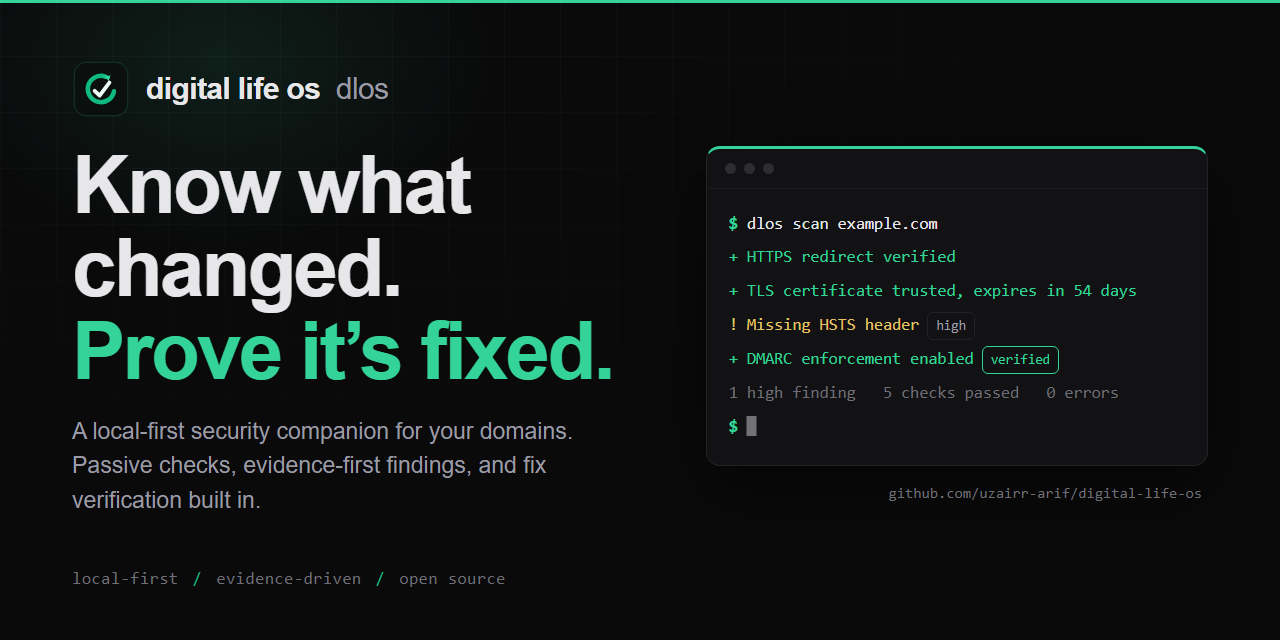 digital life os dlos
Know what
changed.
Prove it’s fixed.
A local-first security companion for your domains.
Passive checks, evidence-first findings, and fix
verification built in.
local-first / evidence-driven / open source
$ dlos scan example.com
+ HTTPS redirect verified
+ TLS certificate trusted, expires in 54 days
! Missing HSTS header high
+ DMARC enforcement enabled verified
1 high finding 5 checks passed 0 errors
$
github.com/uzairr-arif/digital-life-os